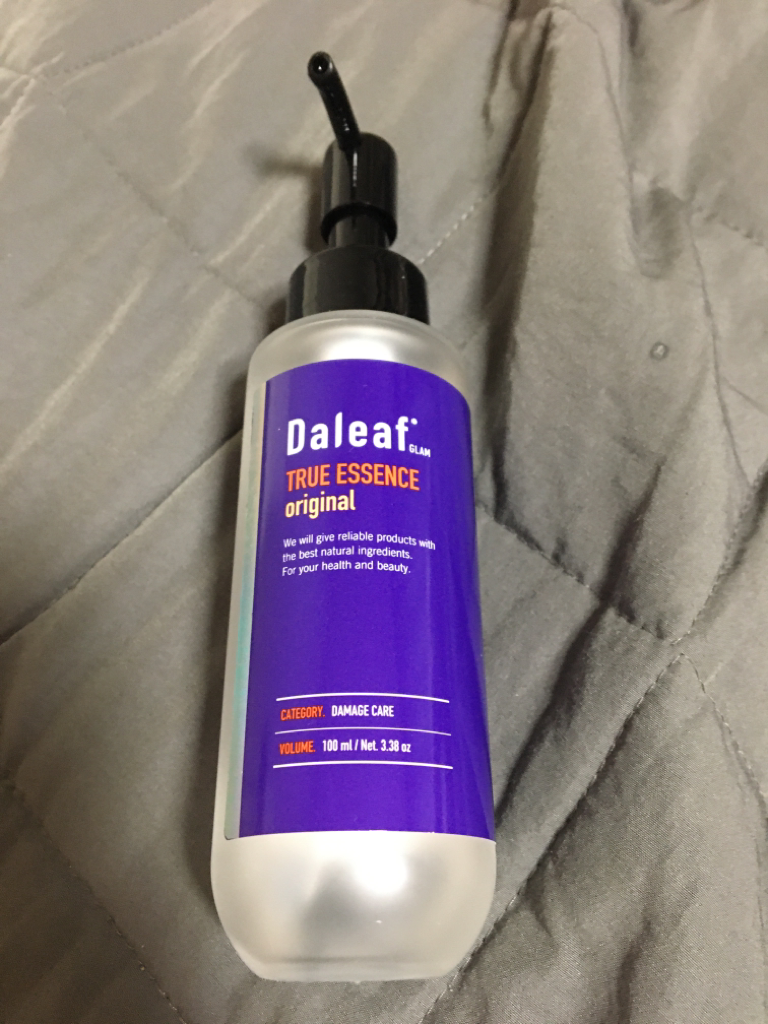 Daleaf GLAM
TRUE ESSENCE
original
We will give reliable products with
the best natural ingredients.
For your health and beauty.
CATEGORY. DAMAGE CARE
VOLUME. 100 ml / Net. 3.38 oz